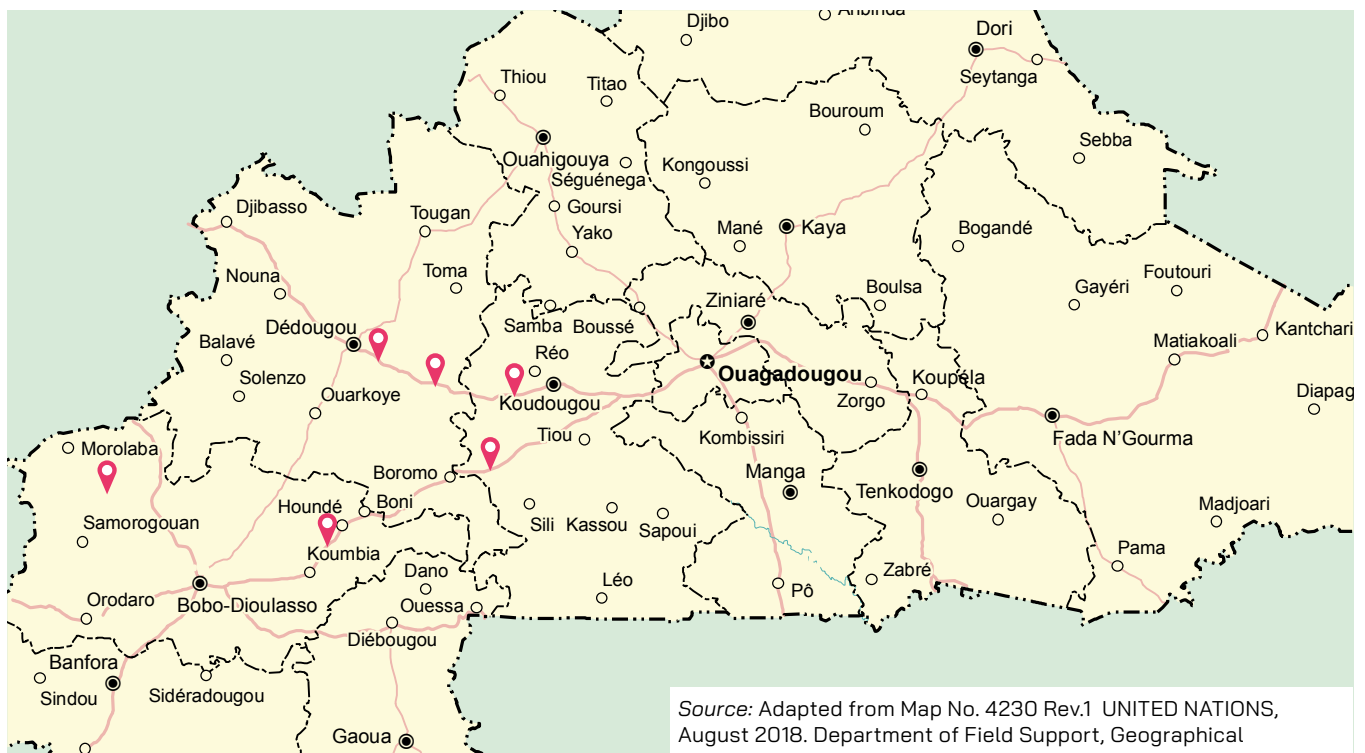 Djibo
Aribinda
Dori
Seytanga
Thiou
Titao
Bouroum
Sebba
Ouahigouya
Séguénega
Kongoussi
Djibasso
Tougan
Goursi
Yako
Mané
Kaya
Bogandé
Nouna
Toma
Foutouri
Gayéri
Boulsa
Ziniaré
Samba
Boussé
Dédougou
Kantchari
Matiakoali
Balavé
Réo
Solenzo
Ouagadougou
Koupéla
Ouarkoye
Koudougou
Zorgo
Diapag
Kombissiri
Fada N'Gourma
Tiou
Morolaba
Boromo
Manga
Tenkodogo
Houndé
Boni
Ouargay
Madjoari
Samorogouan
Sili
Kassou
Sapoui
Koumbia
Pama
Dano
Zabré
Léo
Pô
Orodaro
Bobo-Dioulasso
Ouessa
Diébougou
Banfora
Sindou
Sidéradougou
Gaoua
Source: Adapted from Map No. 4230 Rev.1 UNITED NATIONS,
August 2018. Department of Field Support, Geographical